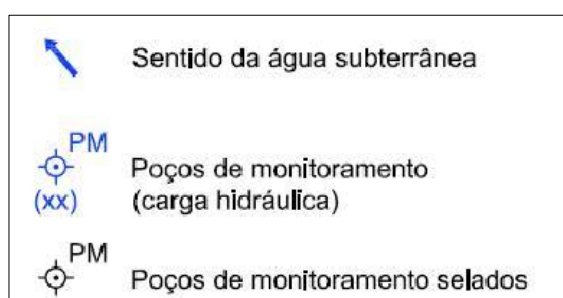 Sentido da água subterrânea
PM
(xx)
Poços de monitoramento
(carga hidráulica)
PM
Poços de monitoramento selados